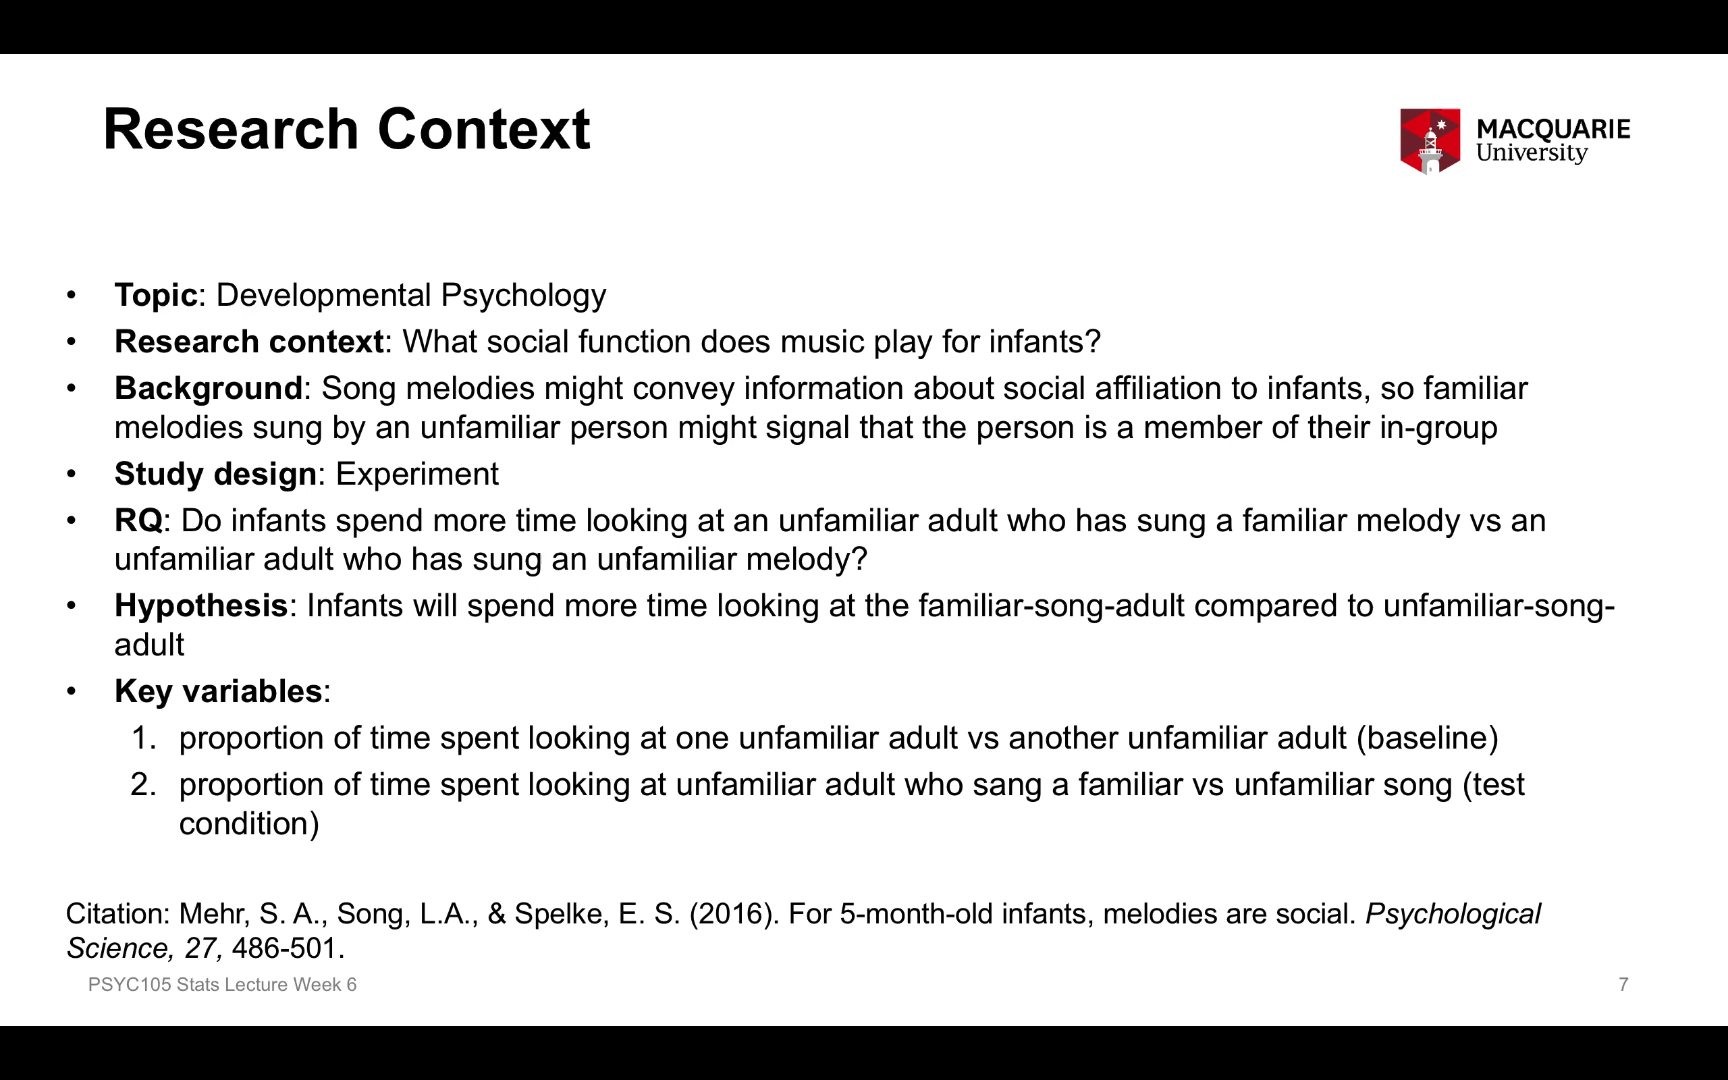 Research Context
MACQUARIE
University
• Topic: Developmental Psychology
• Research context: What social function does music play for infants?
• Background: Song melodies might convey information about social affiliation to infants, so familiar
melodies sung by an unfamiliar person might signal that the person is a member of their in-group
• Study design: Experiment
• RQ: Do infants spend more time looking at an unfamiliar adult who has sung a familiar melody vs an
unfamiliar adult who has sung an unfamiliar melody?
• Hypothesis: Infants will spend more time looking at the familiar-song-adult compared to unfamiliar-song-
adult
• Key variables:
1. proportion of time spent looking at one unfamiliar adult vs another unfamiliar adult (baseline)
2. proportion of time spent looking at unfamiliar adult who sang a familiar vs unfamiliar song (test
condition)
Citation: Mehr, S. A., Song, L.A., & Spelke, E. S. (2016). For 5-month-old infants, melodies are social. Psychological
Science, 27, 486-501.
PSYC105 Stats Lecture Week 6
7